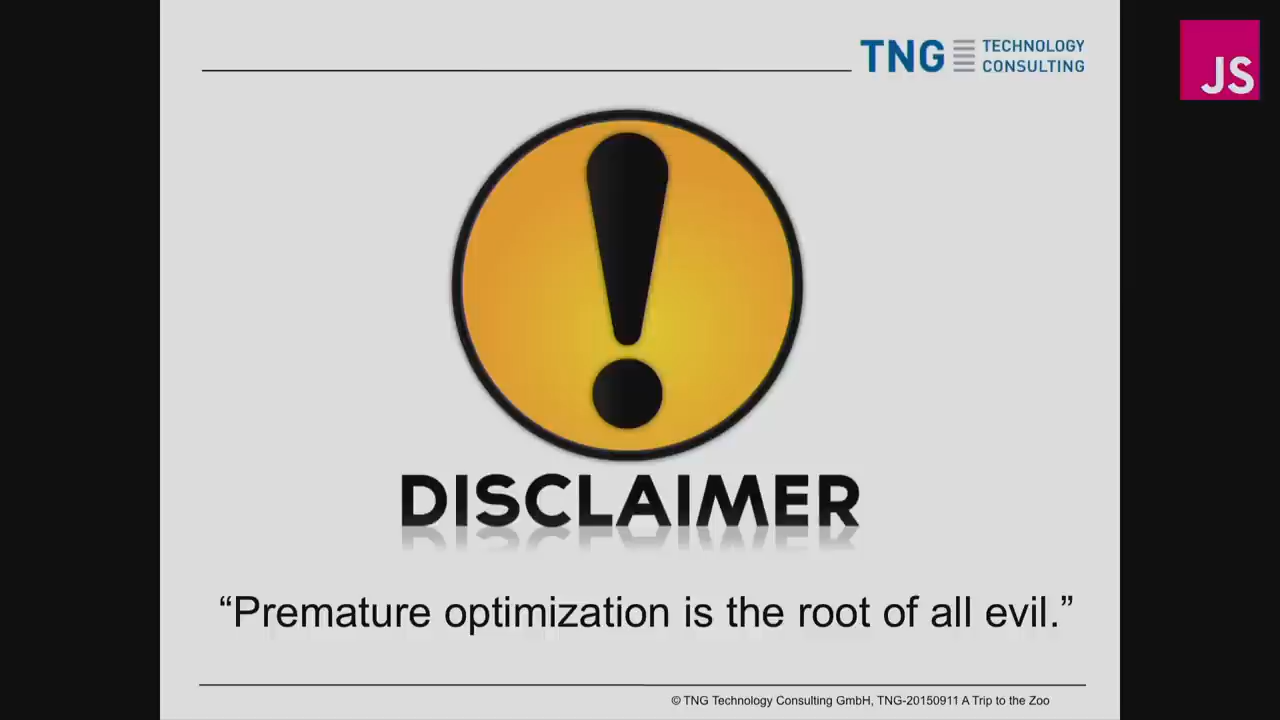 TNG TECHNOLOGY
CONSULTING
JS
DISCLAIMER
“Premature optimization is the root of all evil.”
© TNG Technology Consulting GmbH, TNG-20150911 A Trip to the Zoo